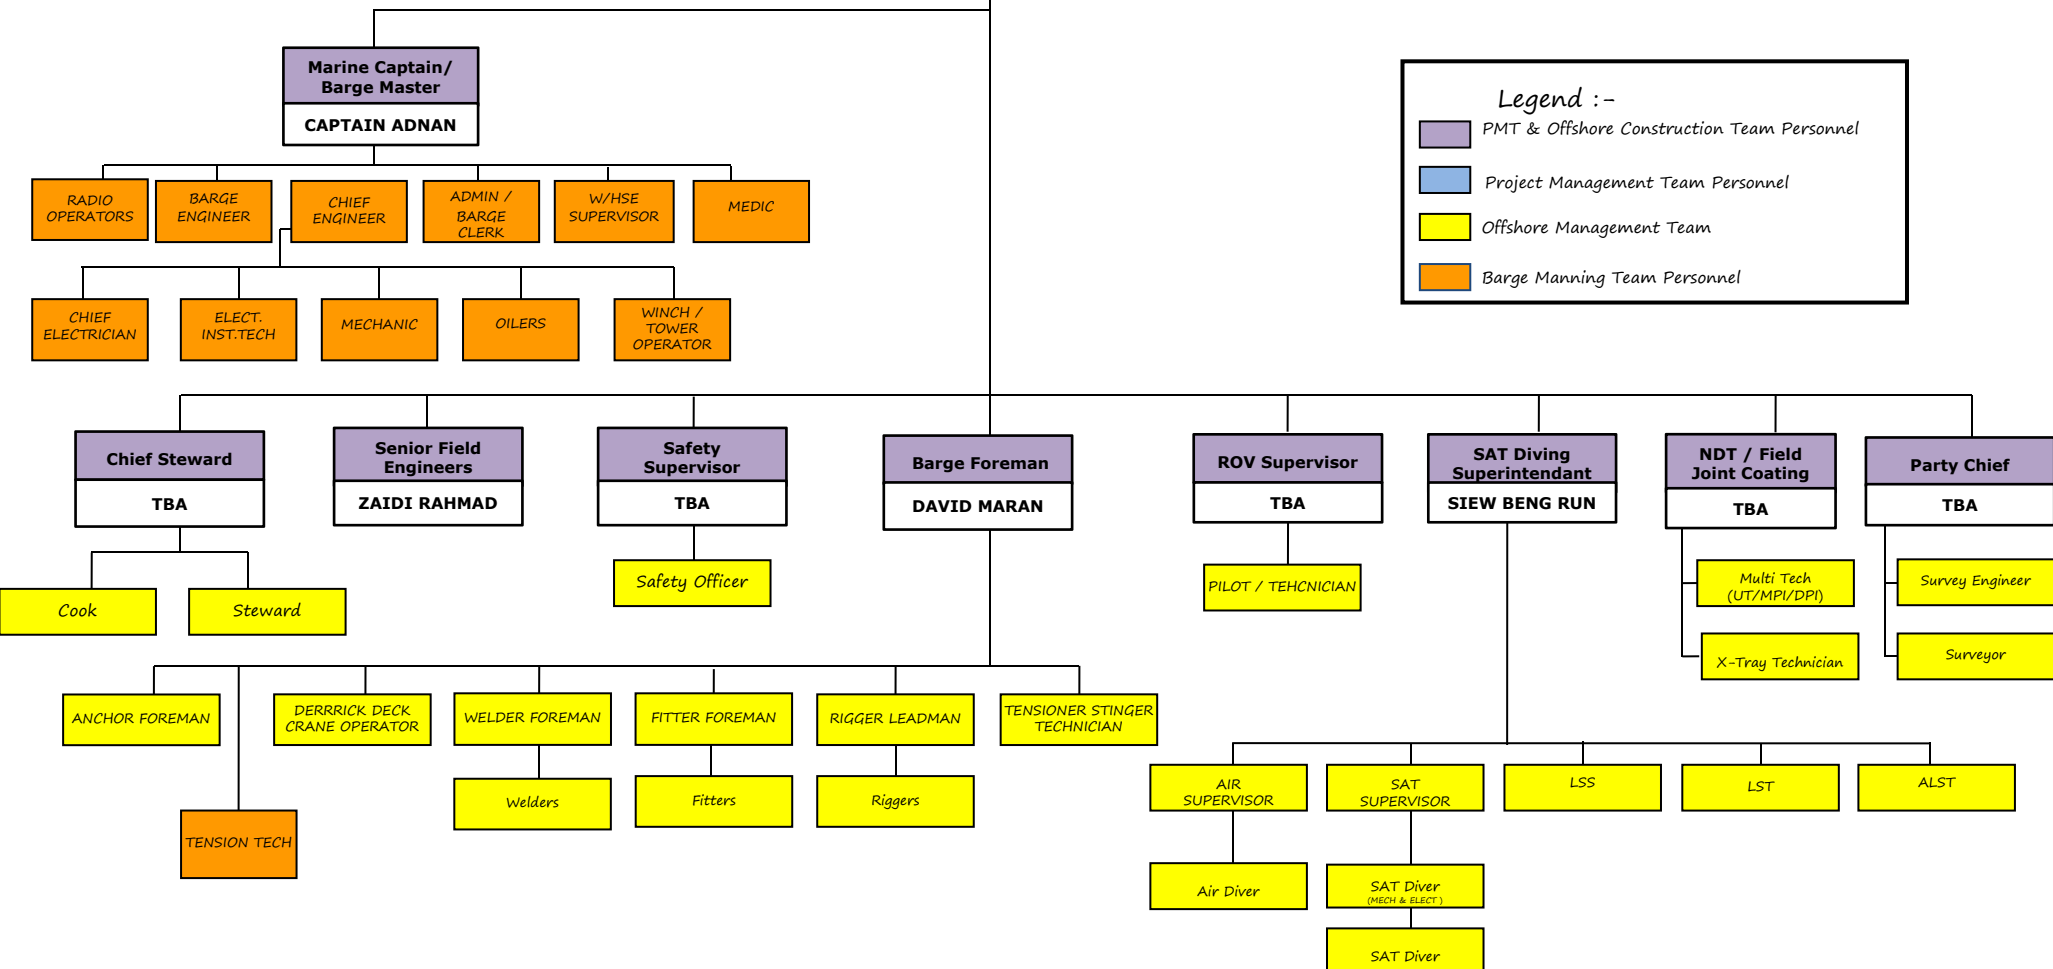 Marine Captain/
Barge Master
CAPTAIN ADNAN
Legend :-
PMT & Offshore Construction Team Personnel
Project Management Team Personnel
Offshore Management Team
Barge Manning Team Personnel
RADIO
OPERATORS
BARGE
ENGINEER
CHIEF
ENGINEER
ADMIN /
BARGE
CLERK
W/HSE
SUPERVISOR
MEDIC
CHIEF
ELECTRICIAN
ELECT.
INST.TECH
MECHANIC
OILERS
WINCH /
TOWER
OPERATOR
Chief Steward
TBA
Senior Field
Engineers
ZAIDI RAHMAD
Safety
Supervisor
TBA
Barge Foreman
DAVID MARAN
ROV Supervisor
TBA
SAT Diving
Superintendant
SIEW BENG RUN
NDT / Field
Joint Coating
TBA
Party Chief
TBA
Cook
Steward
Safety Officer
PILOT / TEHCNICIAN
Multi Tech
(UT/MPI/DPI)
X-Tray Technician
Survey Engineer
Surveyor
ANCHOR FOREMAN
DERRRICK DECK
CRANE OPERATOR
WELDER FOREMAN
FITTER FOREMAN
RIGGER LEADMAN
TENSIONER STINGER
TECHNICIAN
TENSION TECH
Welders
Fitters
Riggers
AIR
SUPERVISOR
SAT
SUPERVISOR
LSS
LST
ALST
Air Diver
SAT Diver
(MECH & ELECT )
SAT Diver